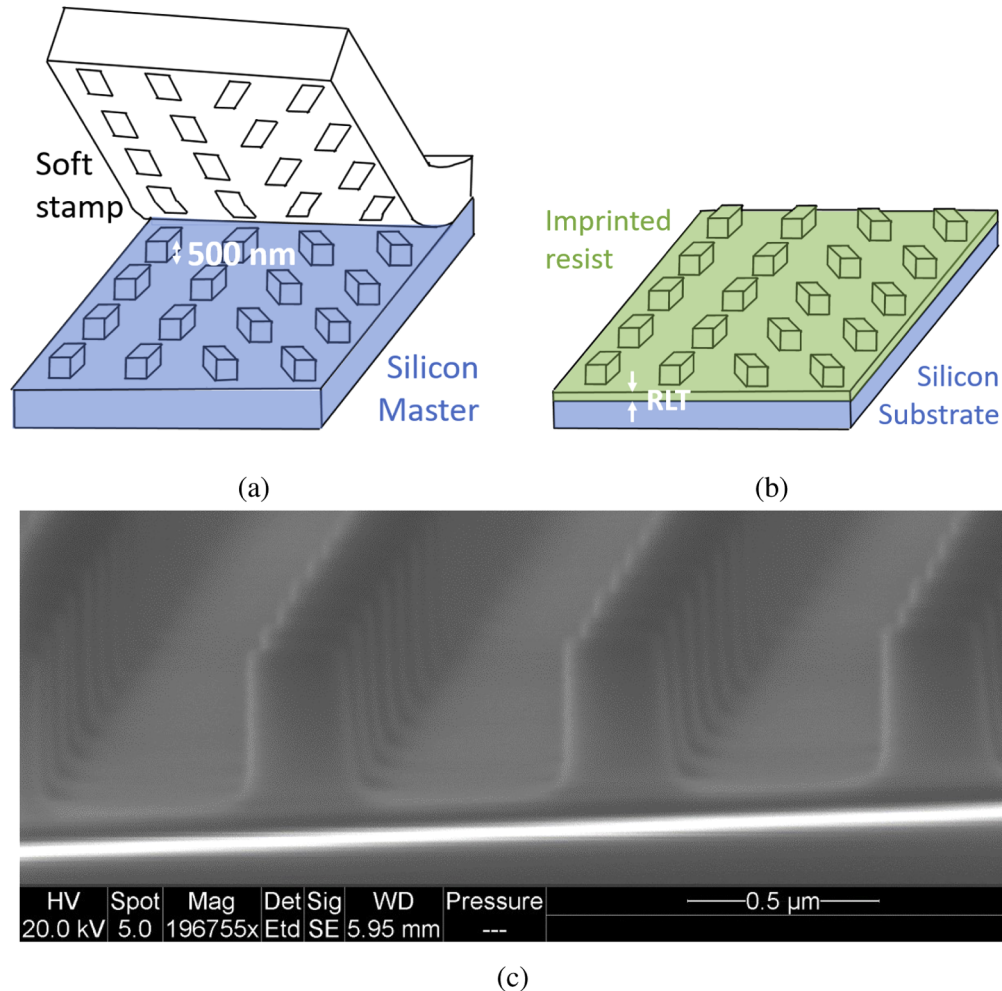 Soft
stamp
500 nm
Silicon
Master
(a)
Imprinted
resist
RLT
Silicon
Substrate
(b)
HV Spot Mag Det Sig WD Pressure
20.0 kV 5.0 196755x Etd SE 5.95 mm ---
0.5 µm
(c)